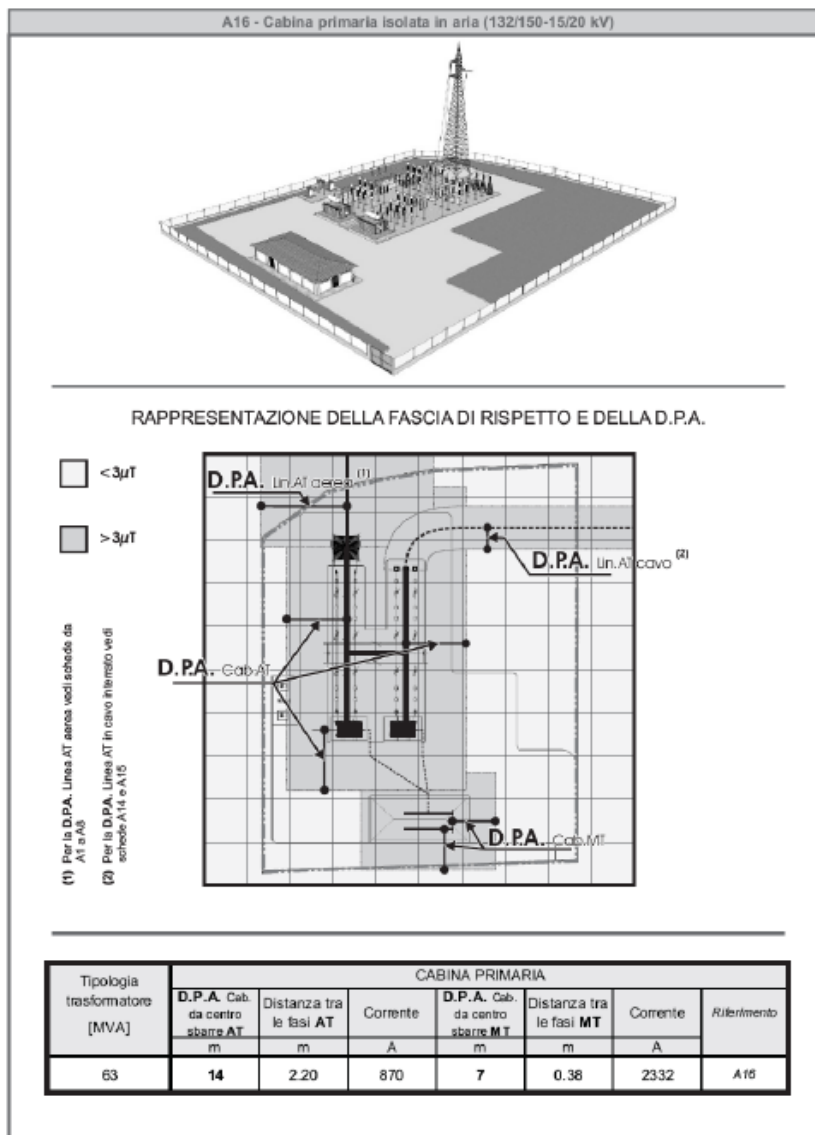 A16 - Cabina primaria isolata in aria (132/150-15/20 kV)
RAPPRESENTAZIONE DELLA FASCIA DI RISPETTO E DELLA D.P.A.
<3µT
>3µT
D.P.A. Lin.AT aerea (1)
D.P.A. Lin.AT cavo (2)
D.P.A. Cab.AT
D.P.A. Cab.MT
(1) Per la D.P.A. Linea AT aerea vedi schede da
A1 a A8
(2) Per la D.P.A. Linea AT in cavo interrato vedi
schede A14 e A15
Tipologia
trasformatore
[MVA]
CABINA PRIMARIA
D.P.A. Cab.
da centro
sbarre AT
Distanza tra
le fasi AT
Corrente
D.P.A. Cab.
da centro
sbarre MT
Distanza tra
le fasi MT
Corrente
Riferimento
m
m
A
m
m
A
63
14
2.20
870
7
0.38
2332
A16